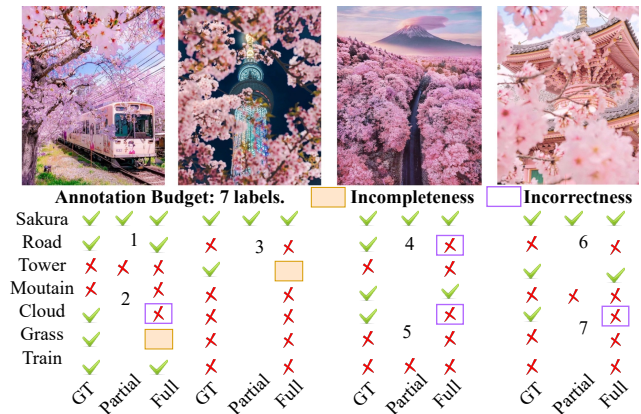 Annotation Budget: 7 labels. Incompleteness Incorrectness
Sakura
Road 1 3 4 6
Tower
Moutain
2
Cloud
Grass 5 7
Train
GT Partial Full GT Partial Full GT Partial Full GT Partial Full